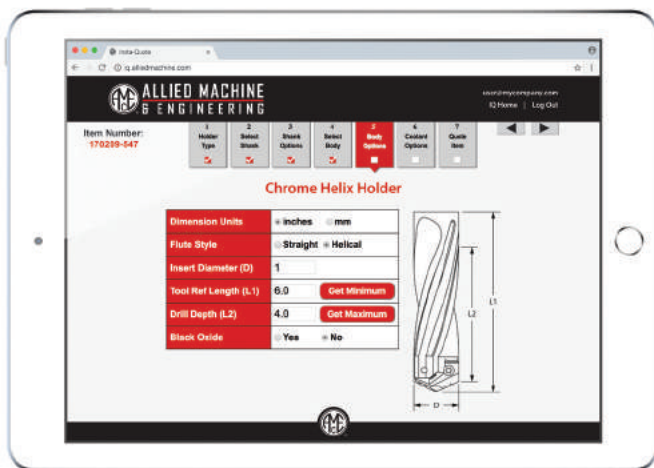 Insta-Quote
iq.alliedmachine.com
ALLIED MACHINE
& ENGINEERING
user@mycompany.com
IQ Home | Log Out
Item Number:
170209-547
1 Holder Type
2 Select Shank
3 Shank Options
4 Select Body
5 Body Options
6 Coolant Options
7 Quote Item
Chrome Helix Holder
Dimension Units inches mm
Flute Style Straight Helical
Insert Diameter (D) 1
Tool Ref Length (L1) 6.0 Get Minimum
Drill Depth (L2) 4.0 Get Maximum
Black Oxide Yes No
L1
L2
D